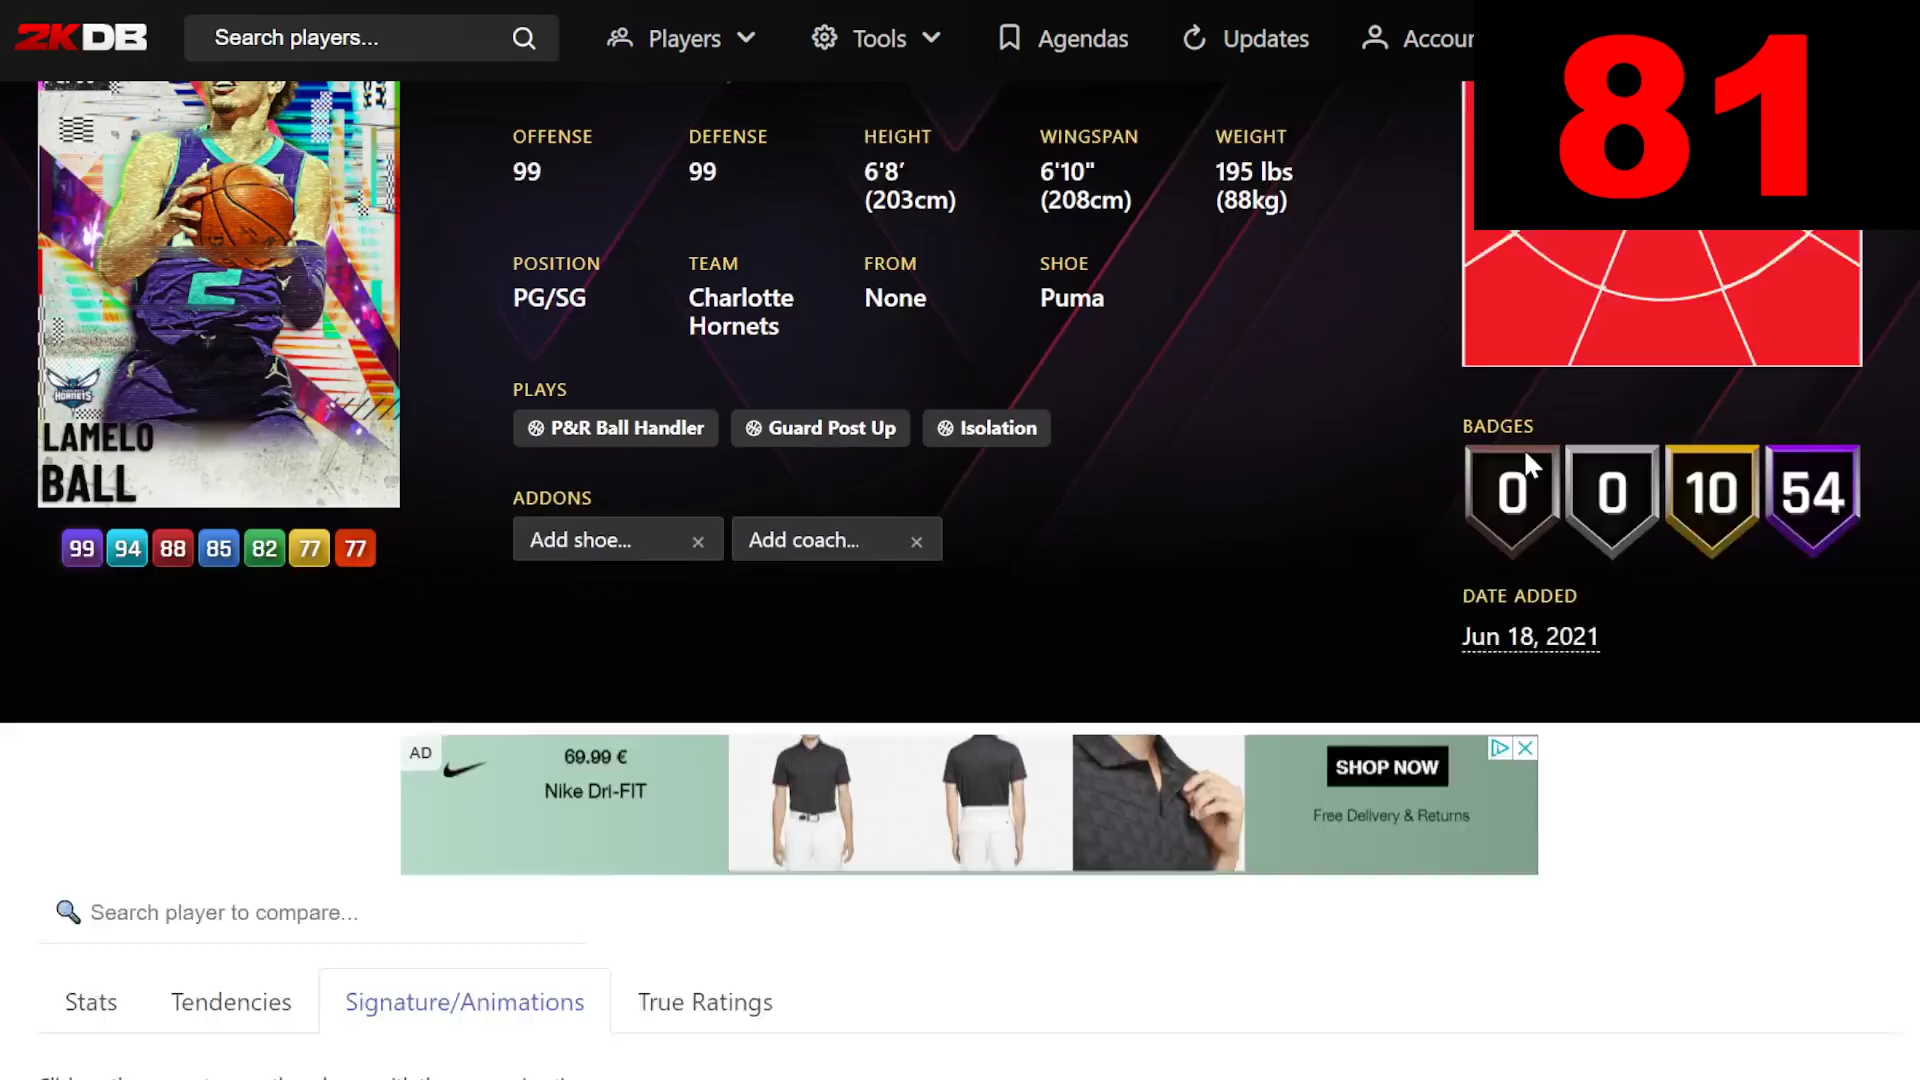 2KDB
Search players...
Players
Tools
Agendas
Updates
Accoun
81
OFFENSE
99
DEFENSE
99
HEIGHT
6'8'
(203cm)
WINGSPAN
6'10"
(208cm)
WEIGHT
195 lbs
(88kg)
POSITION
PG/SG
TEAM
Charlotte
Hornets
FROM
None
SHOE
Puma
PLAYS
P&R Ball Handler
Guard Post Up
Isolation
ADDONS
Add shoe... ×
Add coach... ×
HORNETS
LAMELO
BALL
99 94 88 85 82 77 77
BADGES
0 0 10 54
DATE ADDED
Jun 18, 2021
AD
69.99 €
Nike Dri-FIT
SHOP NOW
Free Delivery & Returns
Search player to compare...
Stats
Tendencies
Signature/Animations
True Ratings